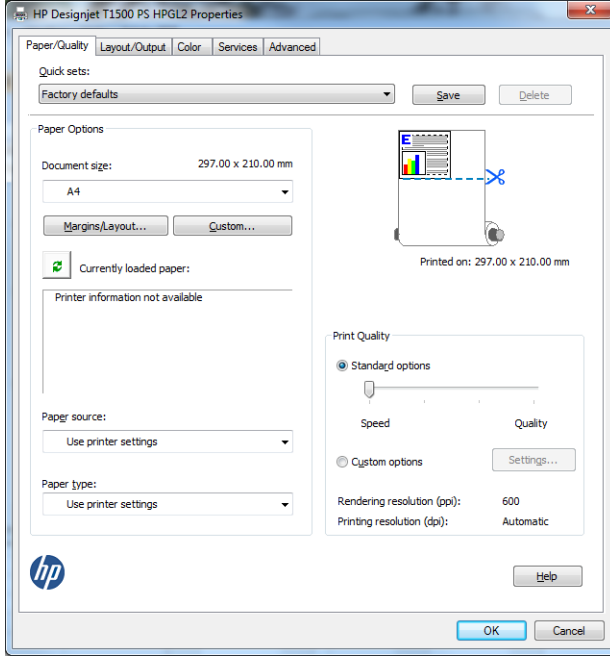 HP Designjet T1500 PS HPGL2 Properties
Paper/Quality Layout/Output Color Services Advanced
Quick sets:
Factory defaults Save Delete
Paper Options
Document size: 297.00 x 210.00 mm
A4
Margins/Layout... Custom...
Currently loaded paper:
Printer information not available
Paper source:
Use printer settings
Paper type:
Use printer settings
E
Printed on: 297.00 x 210.00 mm
Print Quality
Standard options
Speed Quality
Custom options Settings...
Rendering resolution (ppi): 600
Printing resolution (dpi): Automatic
hp
Help
OK Cancel